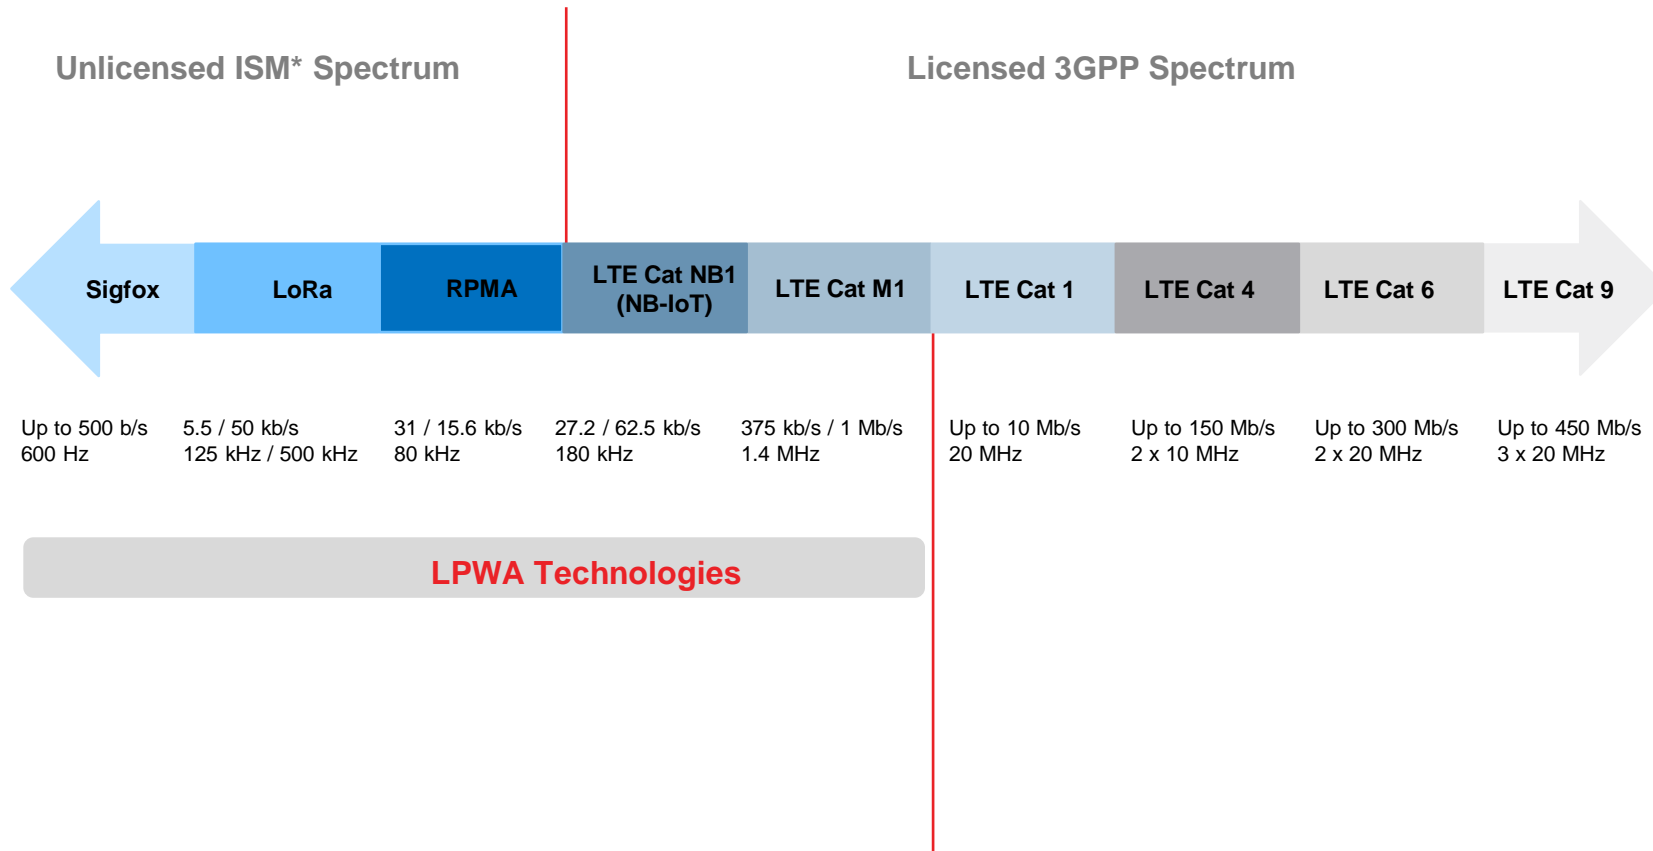 Unlicensed ISM* Spectrum
Licensed 3GPP Spectrum
Sigfox
LoRa
RPMA
LTE Cat NB1
(NB-IoT)
LTE Cat M1
LTE Cat 1
LTE Cat 4
LTE Cat 6
LTE Cat 9
Up to 500 b/s
600 Hz
5.5 / 50 kb/s
125 kHz / 500 kHz
31 / 15.6 kb/s
80 kHz
27.2 / 62.5 kb/s
180 kHz
375 kb/s / 1 Mb/s
1.4 MHz
Up to 10 Mb/s
20 MHz
Up to 150 Mb/s
2 x 10 MHz
Up to 300 Mb/s
2 x 20 MHz
Up to 450 Mb/s
3 x 20 MHz
LPWA Technologies